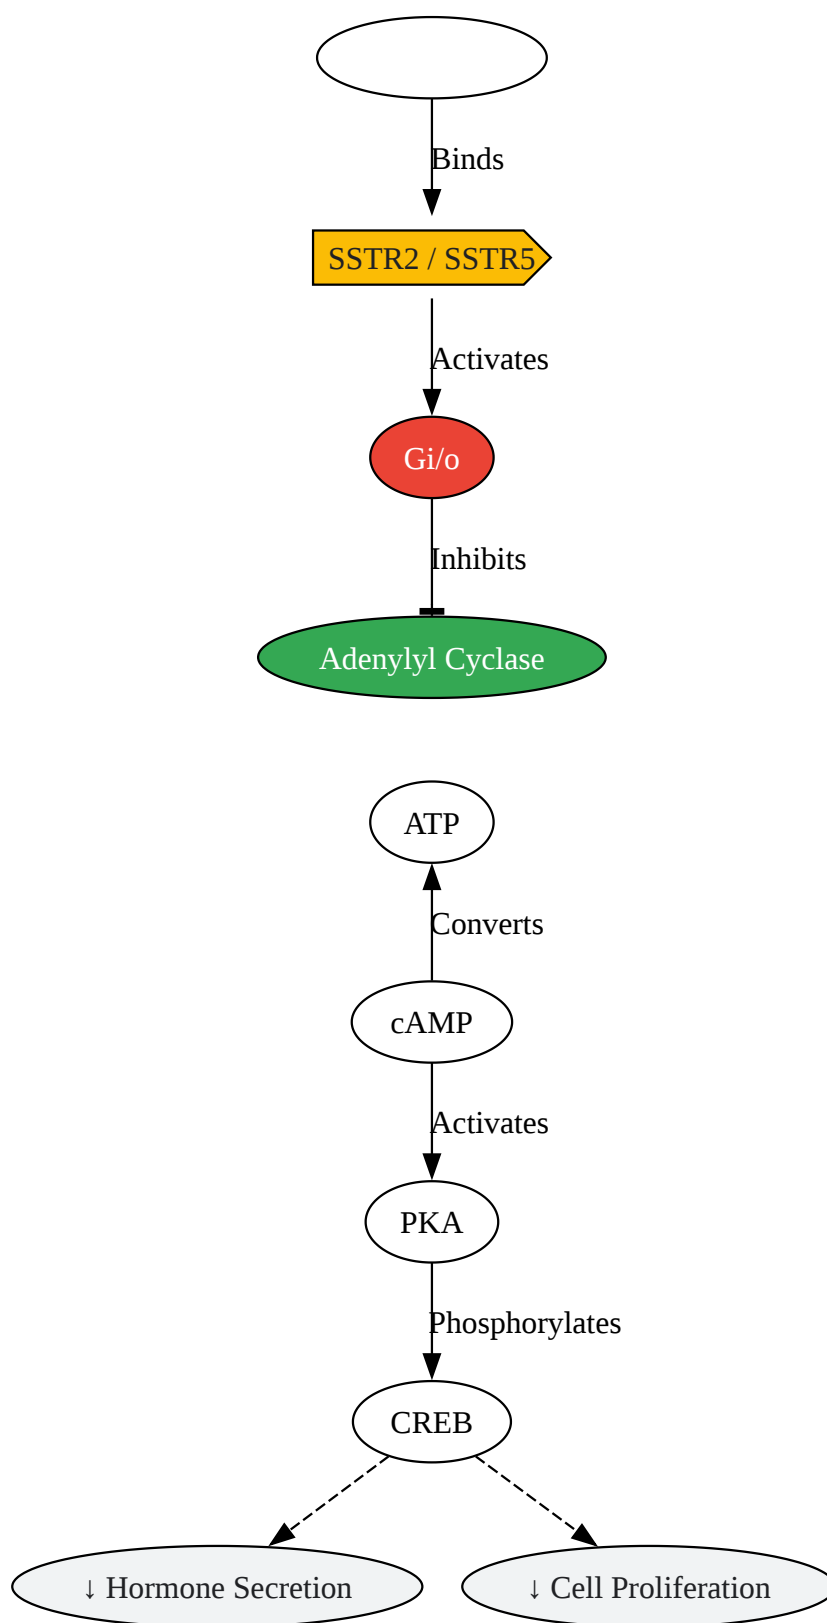 Binds
SSTR2 / SSTR5
Activates
Gi/o
Inhibits
Adenylyl Cyclase
ATP
Converts
cAMP
Activates
PKA
Phosphorylates
CREB
↓ Hormone Secretion
↓ Cell Proliferation